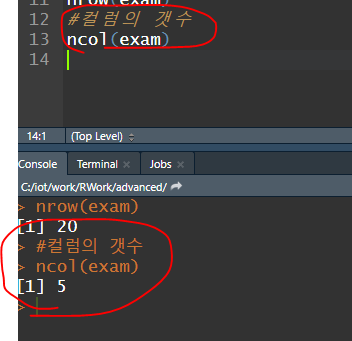 nrow(exam)
12 #컬럼의 갯수
13 ncol(exam)
14
14:1 (Top Level)
Console Terminal Jobs
C:/iot/work/RWork/advanced/
> nrow(exam)
[1] 20
> #컬럼의 갯수
> ncol(exam)
[1] 5
>